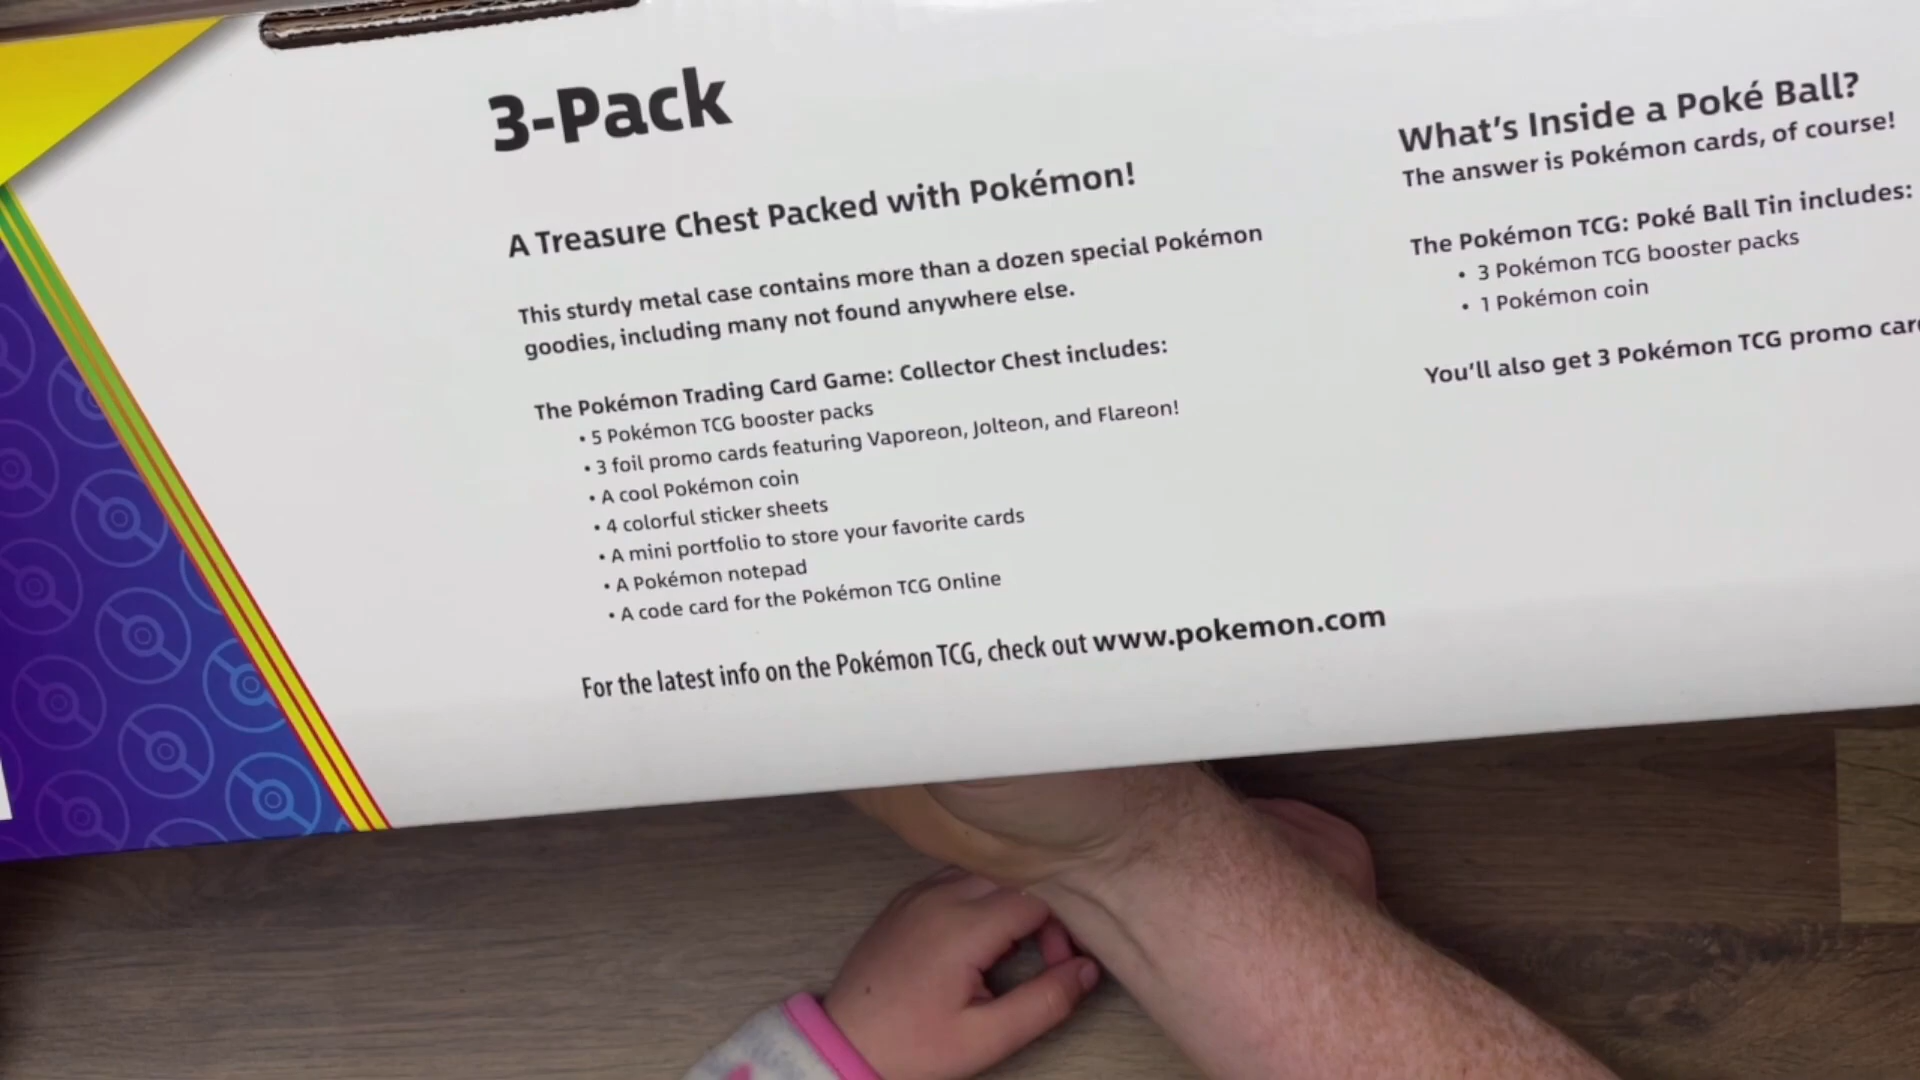 3-Pack
A Treasure Chest Packed with Pokémon!
This sturdy metal case contains more than a dozen special Pokémon
goodies, including many not found anywhere else.
The Pokémon Trading Card Game: Collector Chest includes:
• 5 Pokémon TCG booster packs
• 3 foil promo cards featuring Vaporeon, Jolteon, and Flareon!
• A cool Pokémon coin
• 4 colorful sticker sheets
• A mini portfolio to store your favorite cards
• A Pokémon notepad
• A code card for the Pokémon TCG Online
For the latest info on the Pokémon TCG, check out www.pokemon.com
What's Inside a Poké Ball?
The answer is Pokémon cards, of course!
The Pokémon TCG: Poké Ball Tin includes:
• 3 Pokémon TCG booster packs
• 1 Pokémon coin
You'll also get 3 Pokémon TCG promo